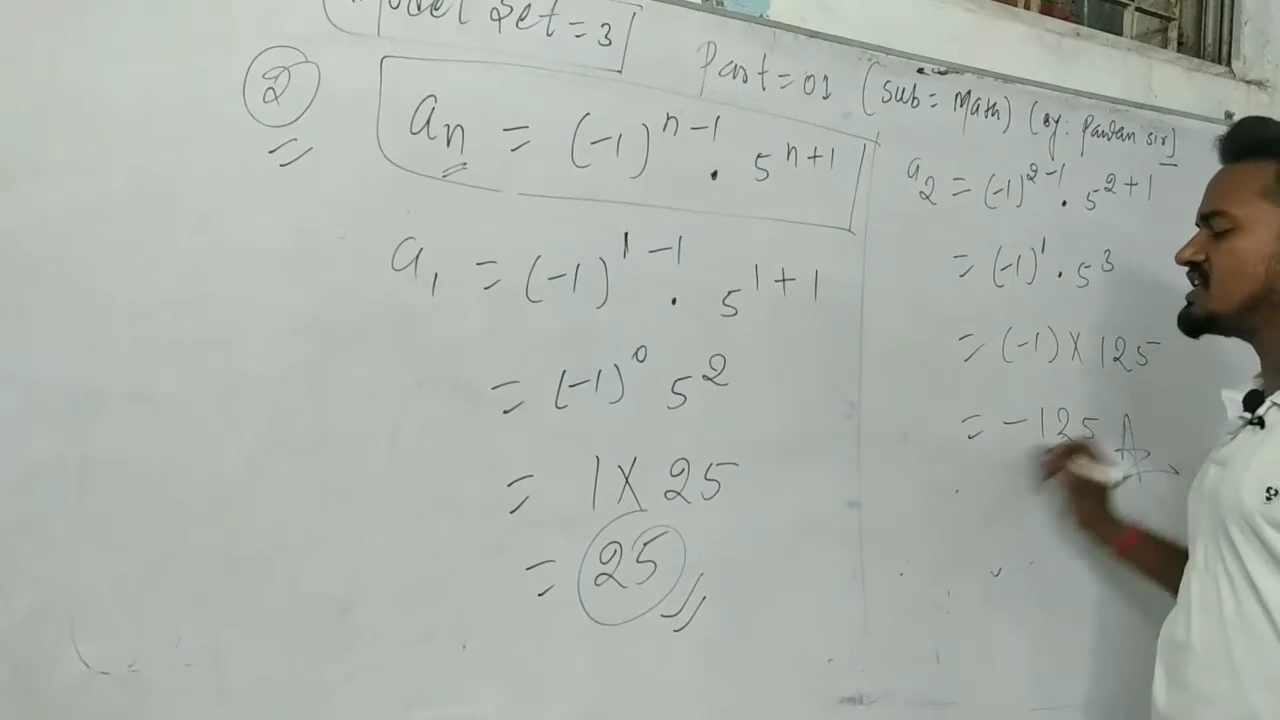 Model Set = 3
Part = 01 (Sub = Math) (By: Pawan Sir)
2
aₙ = (-1)ⁿ⁻¹ . 5ⁿ⁺¹
a₁ = (-1)¹⁻¹ . 5¹⁺¹
= (-1)⁰ 5²
= 1 X 25
= 25
a₂ = (-1)²⁻¹ . 5²⁺¹
= (-1)¹ . 5³
= (-1) X 125
= -125 A